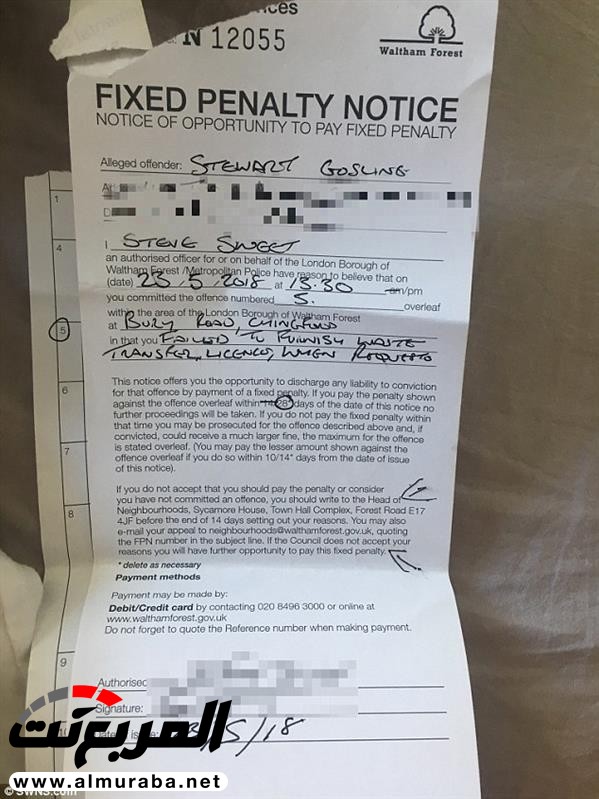 N 12055
Waltham Forest
FIXED PENALTY NOTICE
NOTICE OF OPPORTUNITY TO PAY FIXED PENALTY
Alleged offender: STEWART GOSLING
I STEVE SWEET
an authorised officer for or on behalf of the London Borough of
Waltham Forest /Metropolitan Police have reason to believe that on
(date) 23/5/2018 at 13.30 am/pm
you committed the offence numbered 5. overleaf
within the area of the London Borough of Waltham Forest
at BURY ROAD, CHINGFORD
in that you FAILED TO FURNISH WASTE
TRANSFER, LICENCE, WHEN REQUESTED
This notice offers you the opportunity to discharge any liability to conviction
for that offence by payment of a fixed penalty. If you pay the penalty shown
against the offence overleaf within 14/28* days of the date of this notice no
further proceedings will be taken. If you do not pay the fixed penalty within
that time you may be prosecuted for the offence described above and, if
convicted, could receive a much larger fine, the maximum for the offence
is stated overleaf. (You may pay the lesser amount shown against the
offence overleaf if you do so within 10/14* days from the date of issue
of this notice).
If you do not accept that you should pay the penalty or consider
you have not committed an offence, you should write to the Head of
Neighbourhoods, Sycamore House, Town Hall Complex, Forest Road E17
4JF before the end of 14 days setting out your reasons. You may also
e-mail your appeal to neighbourhoods@walthamforest.gov.uk, quoting
the FPN number in the subject line. If the Council does not accept your
reasons you will have further opportunity to pay this fixed penalty.
* delete as necessary
Payment methods
Payment may be made by:
Debit/Credit card by contacting 020 8496 3000 or online at
www.walthamforest.gov.uk
Do not forget to quote the Reference number when making payment.
Authorised
Signature:
/5/18
1
4
5
6
7
8
9
المربع نت
www.almuraba.net
© SWNS.com